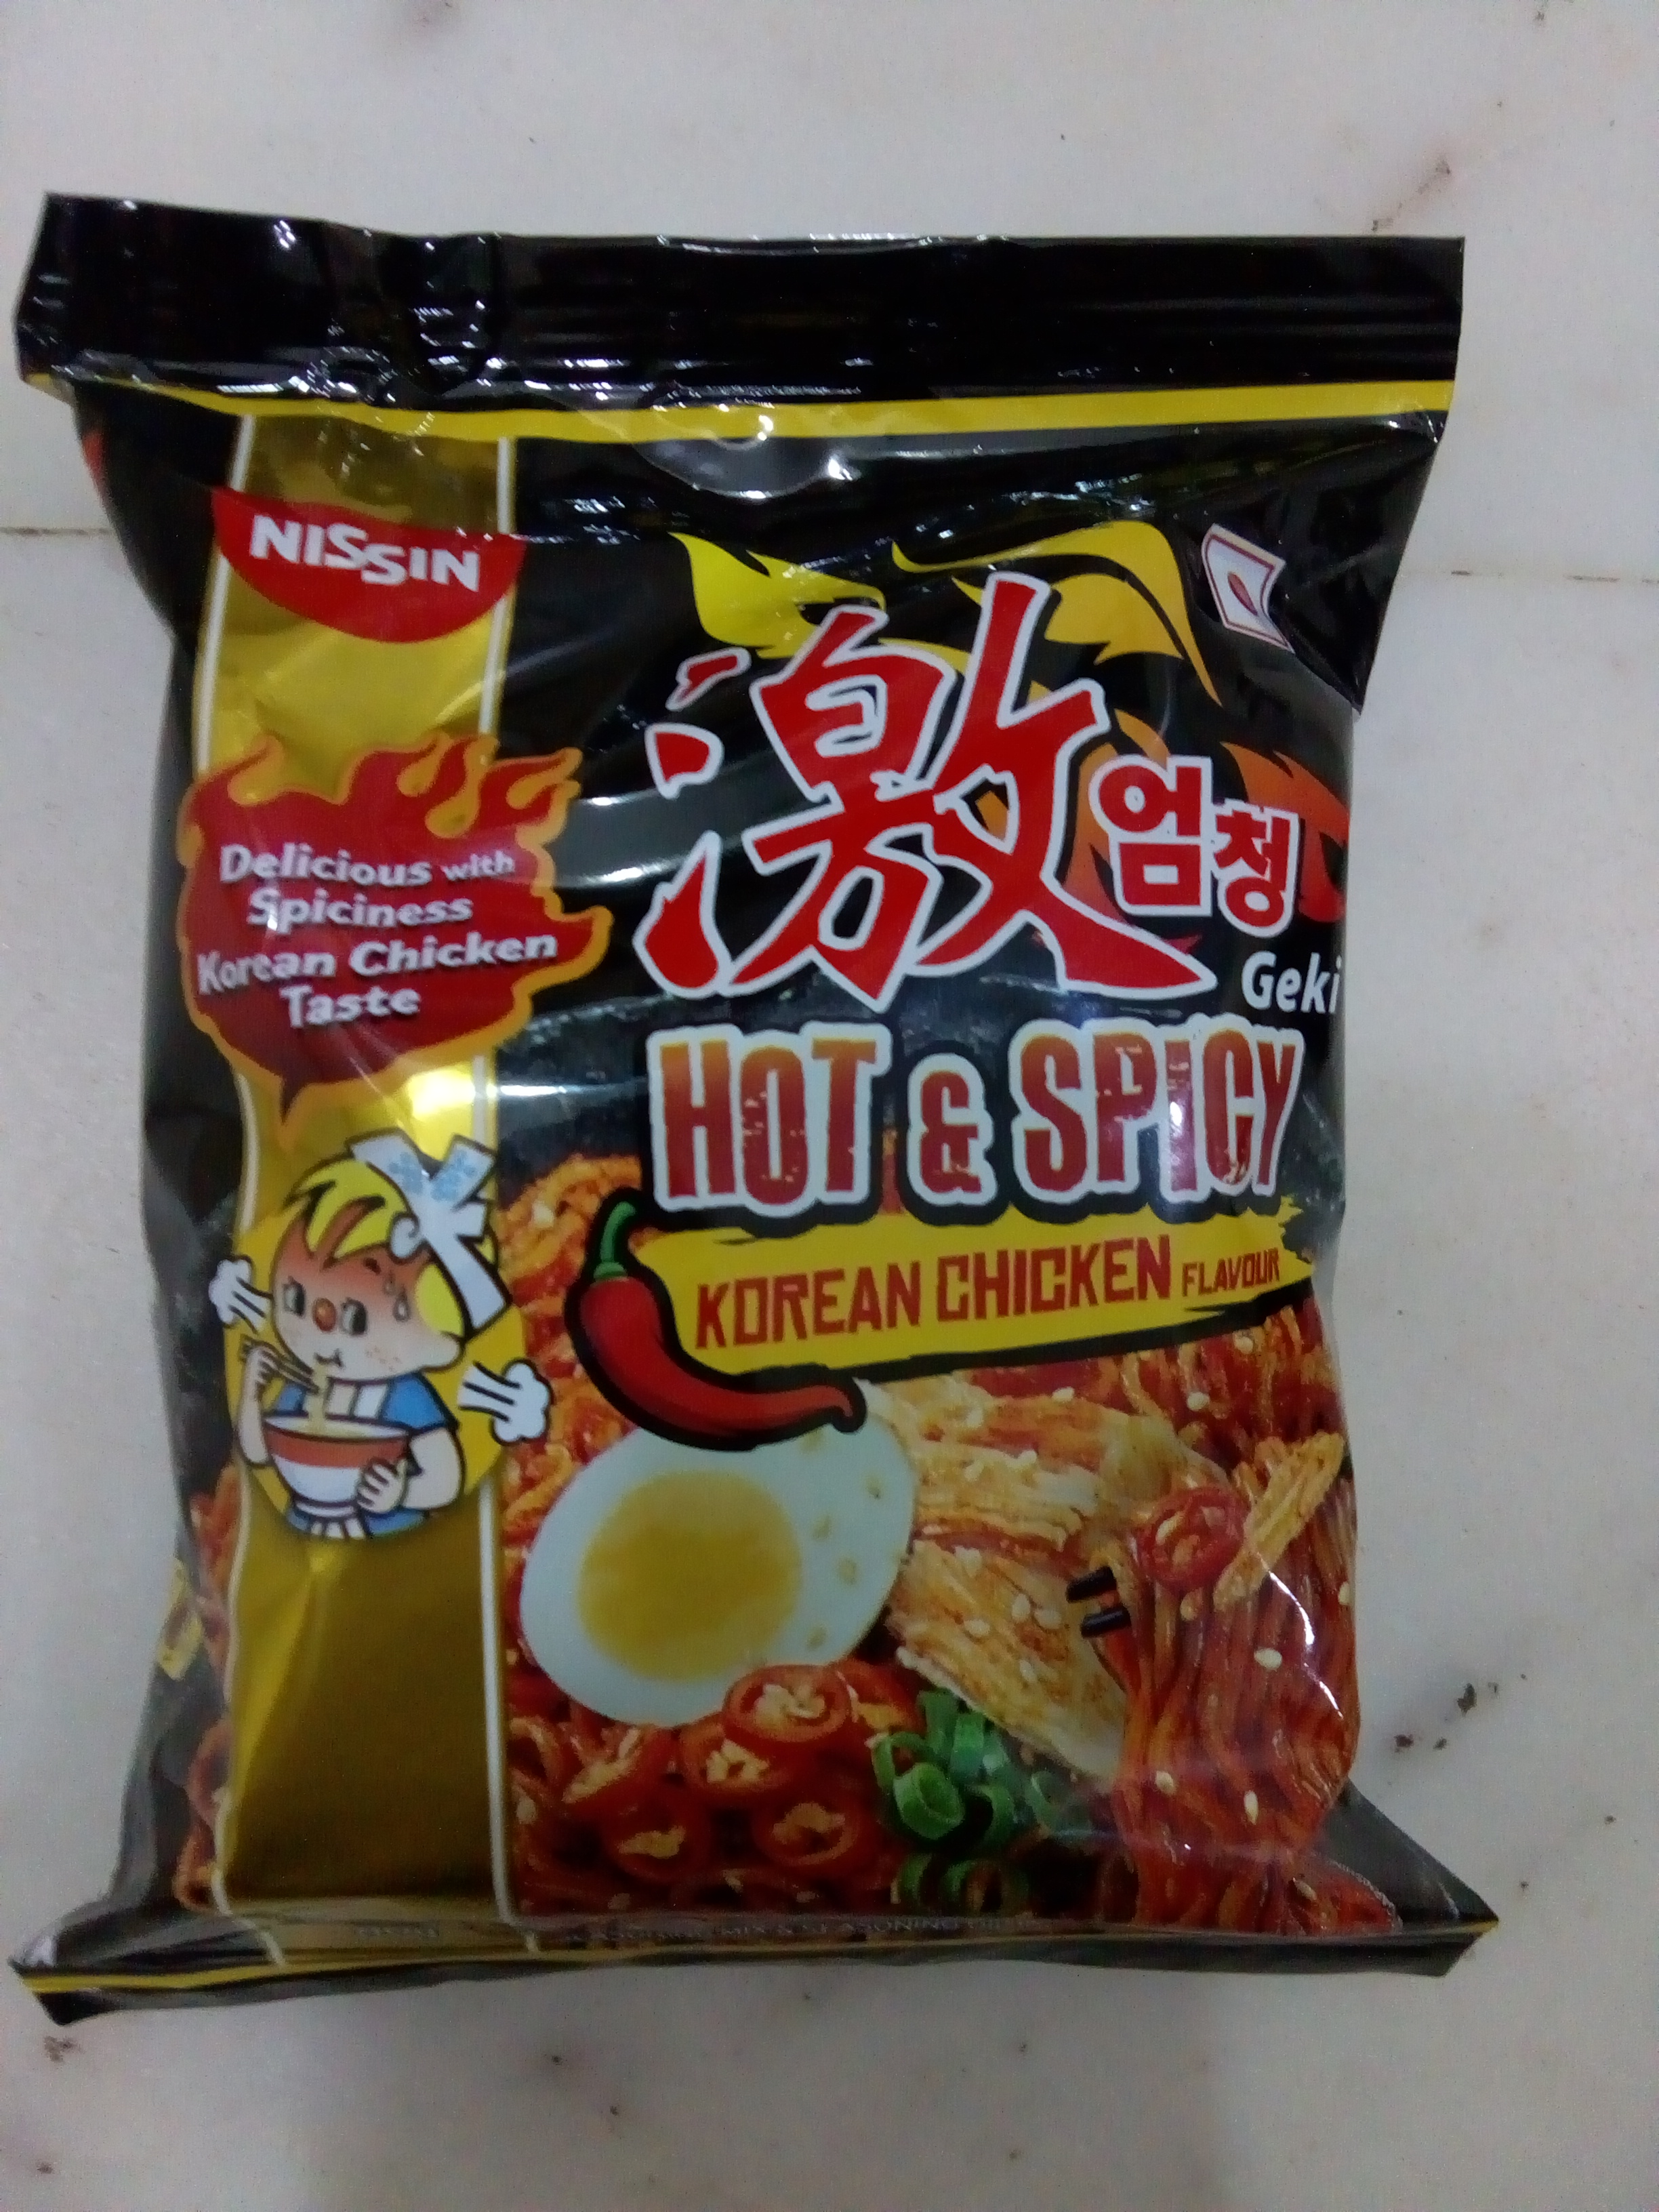 NISSIN
激
엄청
Geki
HOT & SPICY
KOREAN CHICKEN FLAVOUR
Delicious with
Spiciness
Korean Chicken
Taste